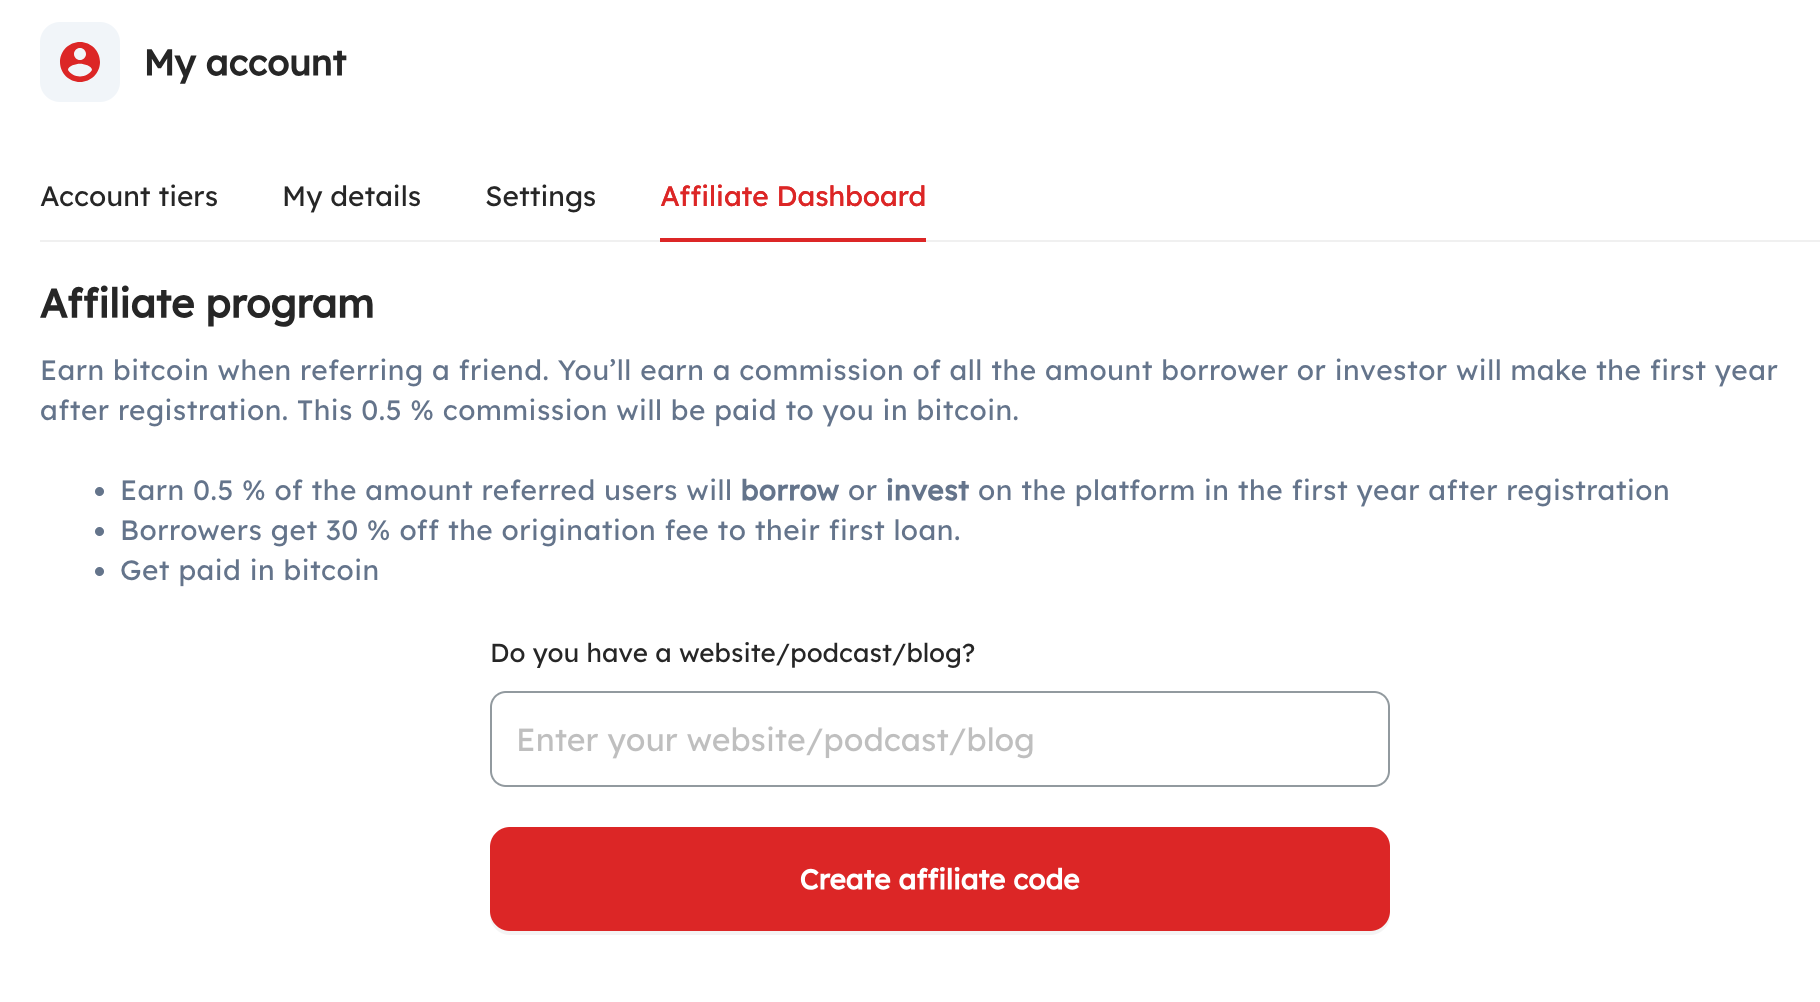 My account
Account tiers
My details
Settings
Affiliate Dashboard
Affiliate program
Earn bitcoin when referring a friend. You’ll earn a commission of all the amount borrower or investor will make the first year
after registration. This 0.5 % commission will be paid to you in bitcoin.
• Earn 0.5 % of the amount referred users will borrow or invest on the platform in the first year after registration
• Borrowers get 30 % off the origination fee to their first loan.
• Get paid in bitcoin
Do you have a website/podcast/blog?
Enter your website/podcast/blog
Create affiliate code